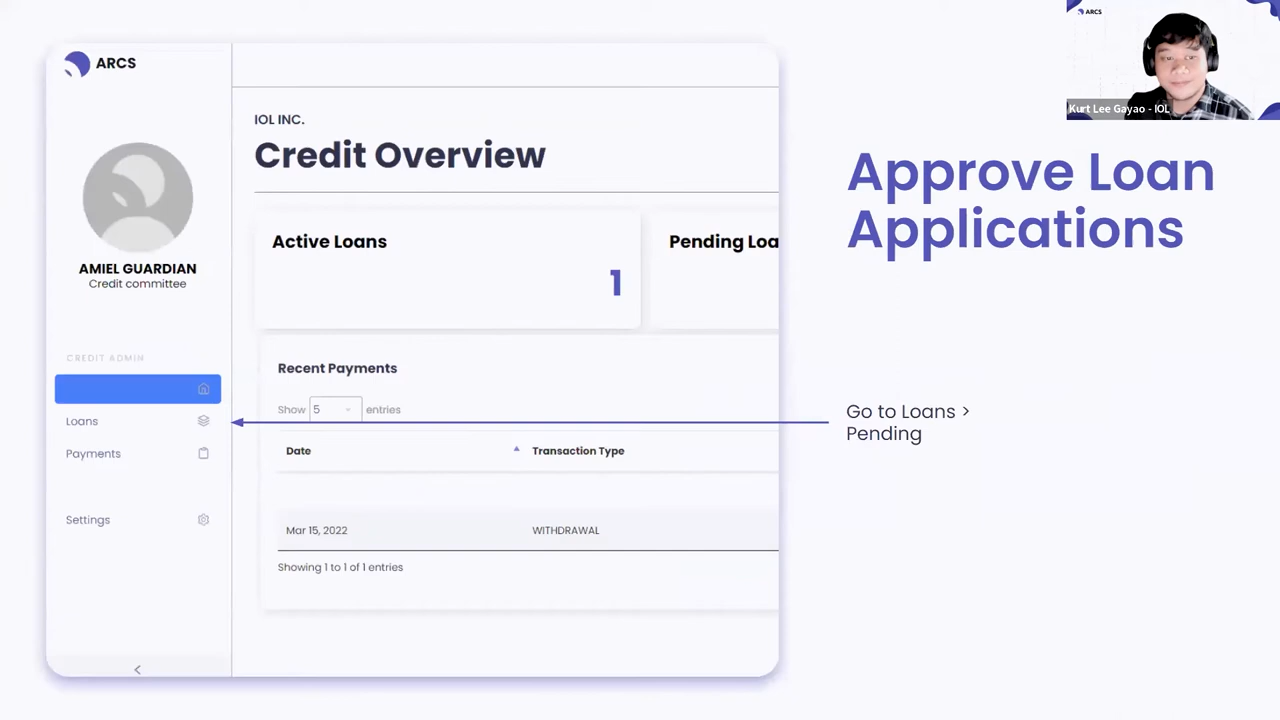 ARCS
ARCS
Kurt Lee Gayao - IOL
IOL INC.
Credit Overview
Approve Loan
Applications
Active Loans
1
Pending Loa
AMIEL GUARDIAN
Credit committee
CREDIT ADMIN
Loans
Payments
Settings
Recent Payments
Show 5 entries
Date
Transaction Type
Mar 15, 2022
WITHDRAWAL
Showing 1 to 1 of 1 entries
Go to Loans >
Pending